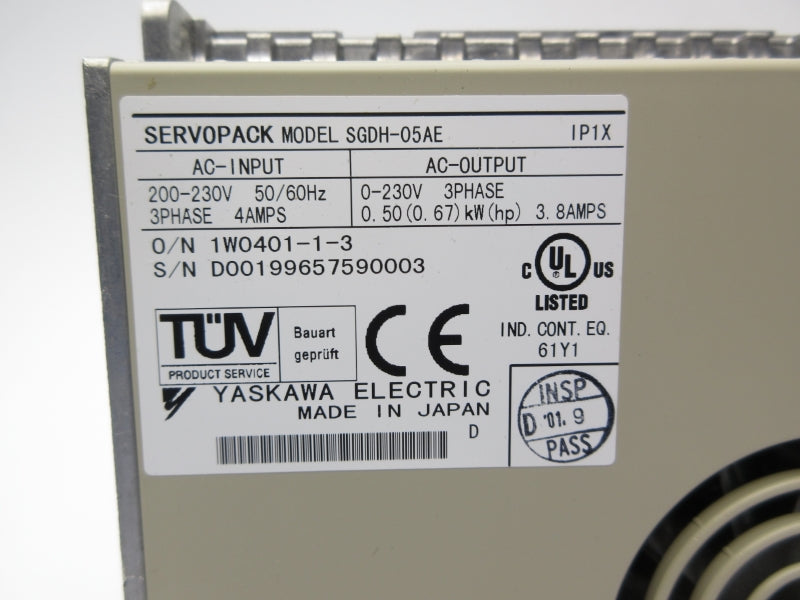 SERVOPACK MODEL SGDH-05AE IP1X
AC-INPUT AC-OUTPUT
200-230V 50/60Hz 0-230V 3PHASE
3PHASE 4AMPS 0.50(0.67)kW(hp) 3.8AMPS
O/N 1W0401-1-3
S/N D00199657590003
C UL US
LISTED
IND. CONT. EQ.
61Y1
TÜV
PRODUCT SERVICE
Bauart
geprüft
CE
YASKAWA ELECTRIC
MADE IN JAPAN
D
INSP
D '01. 9
PASS